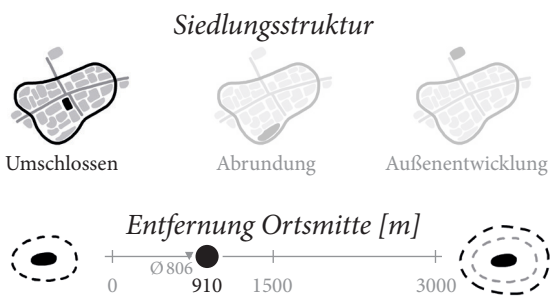 Siedlungsstruktur
Umschlossen Abrundung Außenentwicklung
Entfernung Ortsmitte [m]
Ø 806
0 910 1500 3000